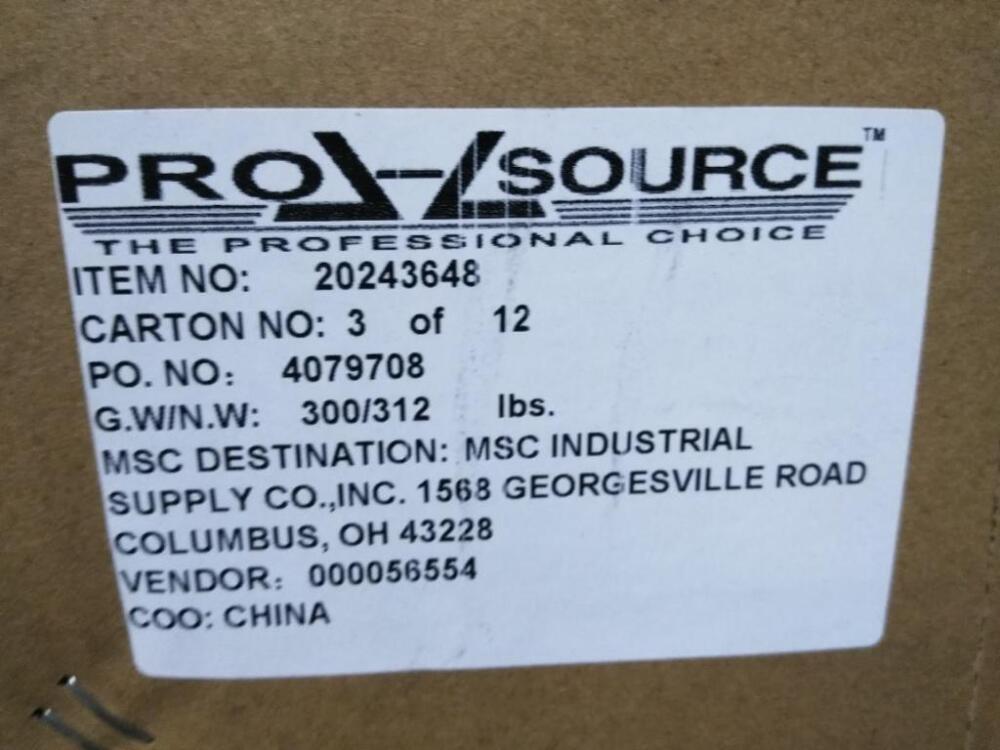 PRO SOURCE™
THE PROFESSIONAL CHOICE
ITEM NO: 20243648
CARTON NO: 3 of 12
PO. NO: 4079708
G.W/N.W: 300/312 lbs.
MSC DESTINATION: MSC INDUSTRIAL
SUPPLY CO.,INC. 1568 GEORGESVILLE ROAD
COLUMBUS, OH 43228
VENDOR: 000056554
COO: CHINA